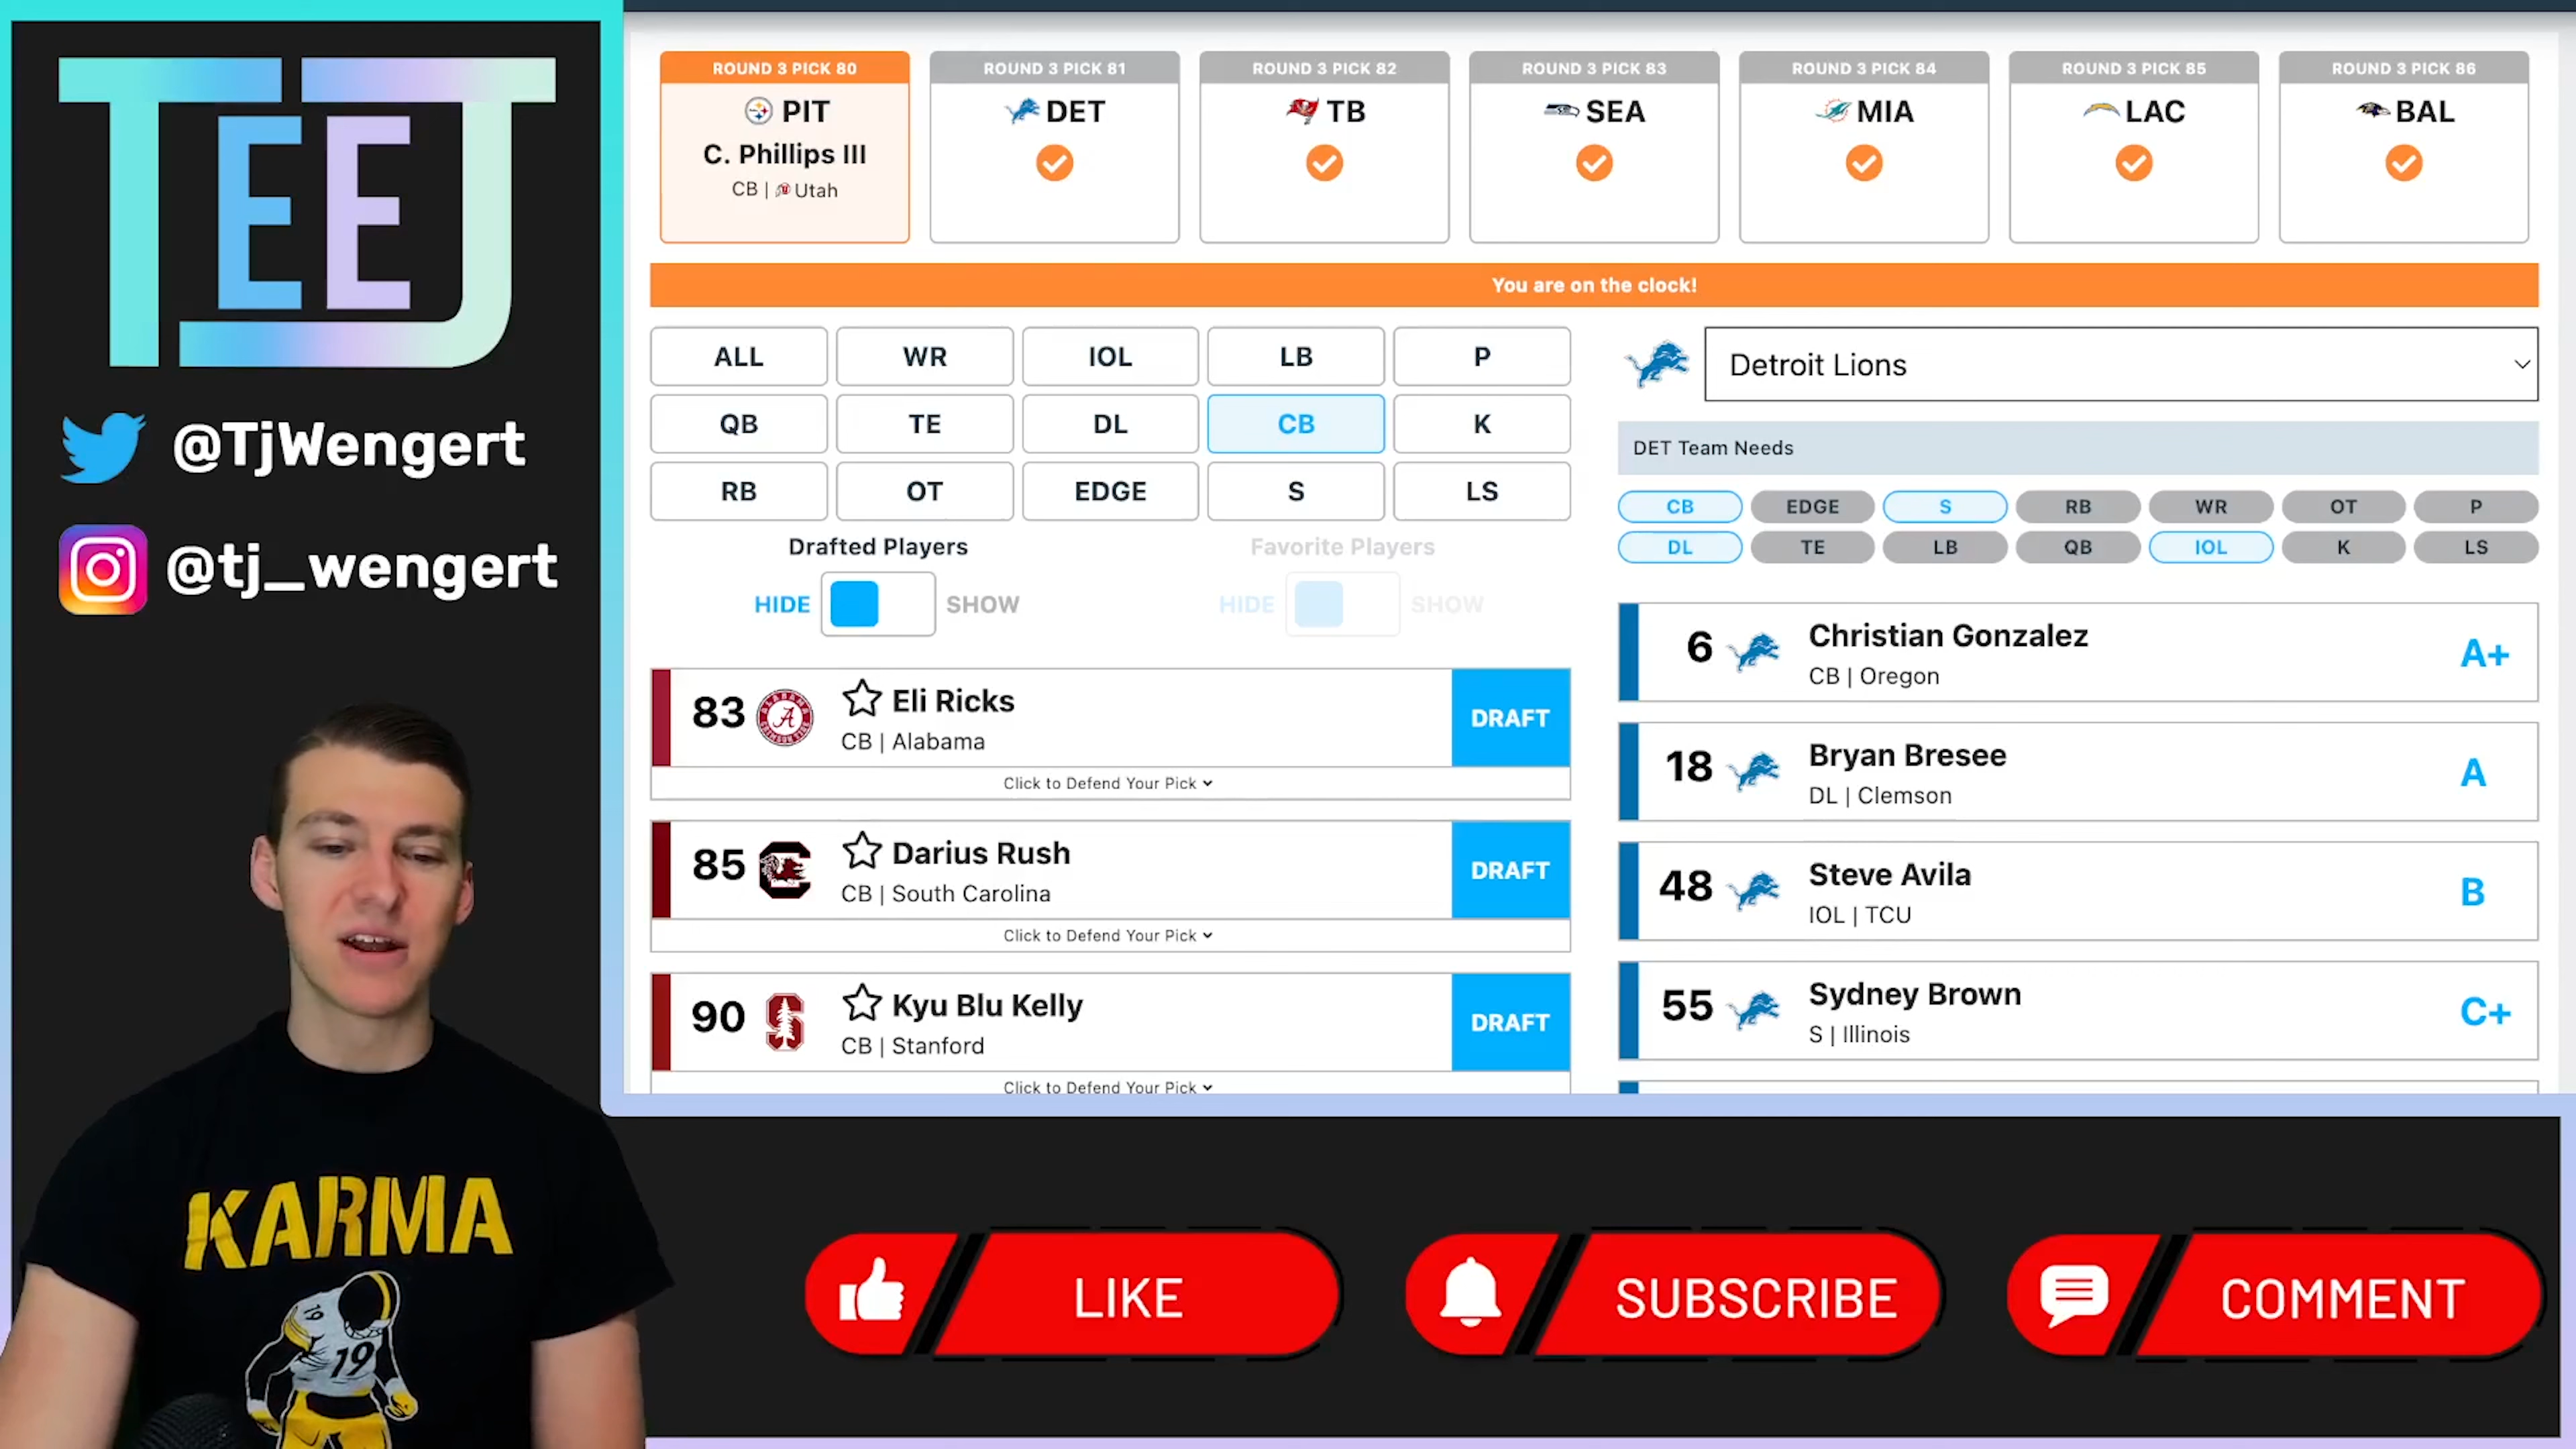 TEEJ
@TjWengert
@tj_wengert
KARMA
19
19
ROUND 3 PICK 80
PIT
C. Phillips III
CB | Utah
ROUND 3 PICK 81
DET
ROUND 3 PICK 82
TB
ROUND 3 PICK 83
SEA
ROUND 3 PICK 84
MIA
ROUND 3 PICK 85
LAC
ROUND 3 PICK 86
BAL
You are on the clock!
ALL WR IOL LB P
QB TE DL CB K
RB OT EDGE S LS
Drafted Players
HIDE SHOW
Favorite Players
HIDE SHOW
83 Eli Ricks DRAFT
CB | Alabama
Click to Defend Your Pick
85 Darius Rush DRAFT
CB | South Carolina
Click to Defend Your Pick
90 Kyu Blu Kelly DRAFT
CB | Stanford
Click to Defend Your Pick
Detroit Lions
DET Team Needs
CB EDGE S RB WR OT P
DL TE LB QB IOL K LS
6 Christian Gonzalez A+
CB | Oregon
18 Bryan Bresee A
DL | Clemson
48 Steve Avila B
IOL | TCU
55 Sydney Brown C+
S | Illinois
LIKE
SUBSCRIBE
COMMENT